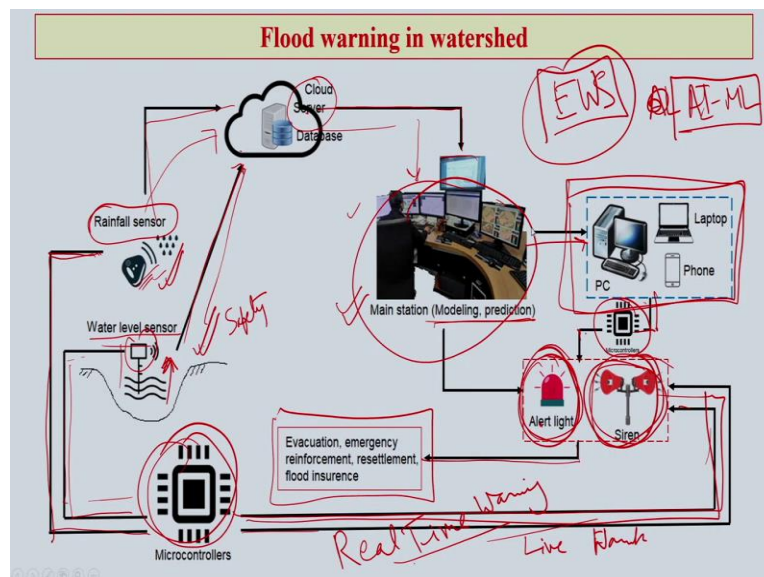 Flood warning in watershed
Cloud
Server
Database
EWS
AI-ML
Rainfall sensor
Laptop
PC
Phone
Main station (Modeling, prediction)
Water level sensor
Safety
Microcontrollers
Alert light
Siren
Evacuation, emergency
reinforcement, resettlement,
flood insurence
Microcontrollers
Real Time Warning
Live